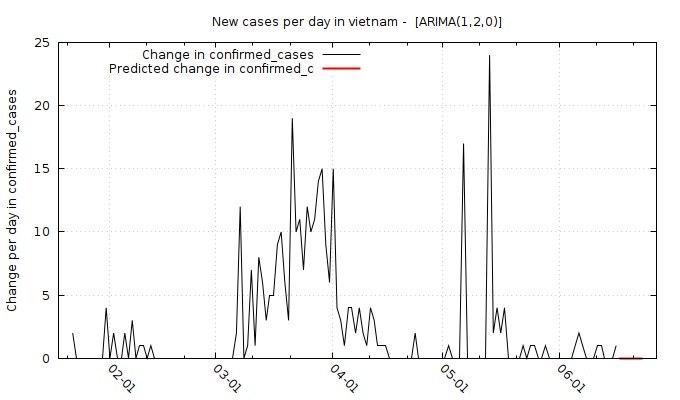 New cases per day in vietnam -  [ARIMA(1,2,0)]
Change in confirmed_cases
Predicted change in confirmed_c
Change per day in confirmed_cases
25
20
15
10
5
0
02-01
03-01
04-01
05-01
06-01